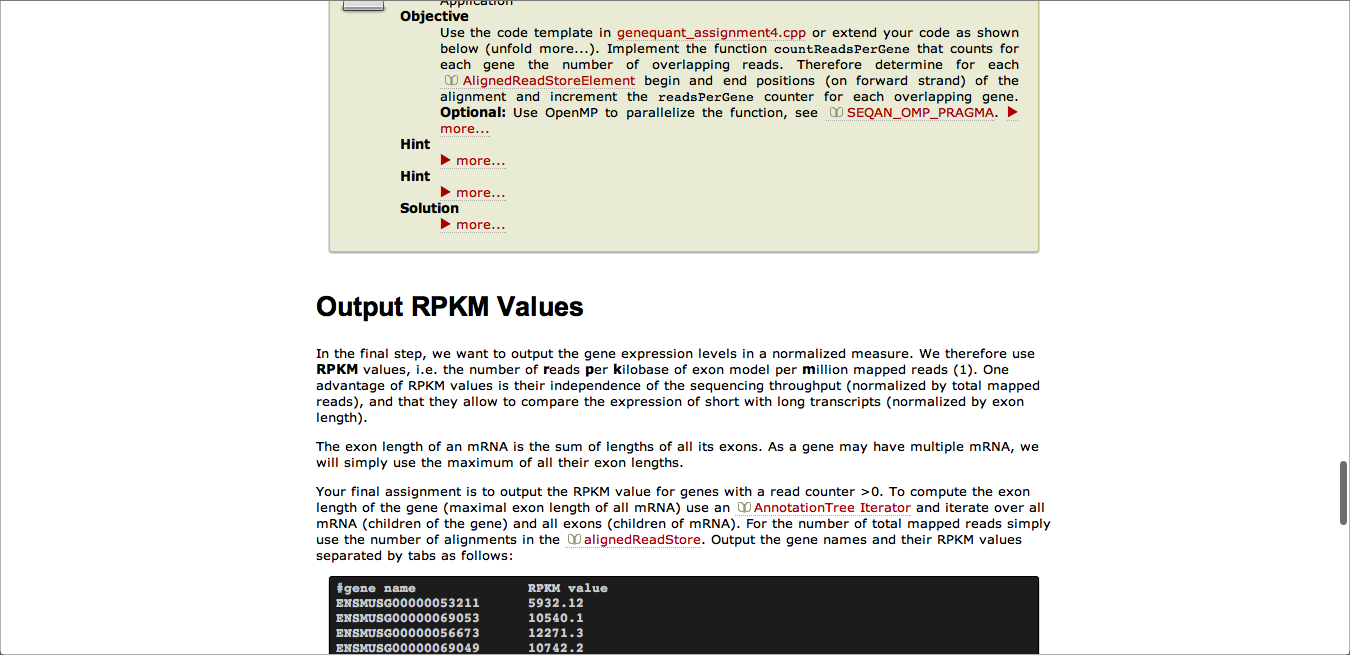 Application
Objective
Use the code template in genequant_assignment4.cpp or extend your code as shown
below (unfold more...). Implement the function countReadsPerGene that counts for
each gene the number of overlapping reads. Therefore determine for each
AlignedReadStoreElement begin and end positions (on forward strand) of the
alignment and increment the readsPerGene counter for each overlapping gene.
Optional: Use OpenMP to parallelize the function, see SEQAN_OMP_PRAGMA. ▶
more...
Hint
▶ more...
Hint
▶ more...
Solution
▶ more...
Output RPKM Values
In the final step, we want to output the gene expression levels in a normalized measure. We therefore use
RPKM values, i.e. the number of reads per kilobase of exon model per million mapped reads (1). One
advantage of RPKM values is their independence of the sequencing throughput (normalized by total mapped
reads), and that they allow to compare the expression of short with long transcripts (normalized by exon
length).
The exon length of an mRNA is the sum of lengths of all its exons. As a gene may have multiple mRNA, we
will simply use the maximum of all their exon lengths.
Your final assignment is to output the RPKM value for genes with a read counter >0. To compute the exon
length of the gene (maximal exon length of all mRNA) use an AnnotationTree Iterator and iterate over all
mRNA (children of the gene) and all exons (children of mRNA). For the number of total mapped reads simply
use the number of alignments in the alignedReadStore. Output the gene names and their RPKM values
separated by tabs as follows:
#gene name RPKM value
ENSMUSG00000053211 5932.12
ENSMUSG00000069053 10540.1
ENSMUSG00000056673 12271.3
ENSMUSG00000069049 10742.2